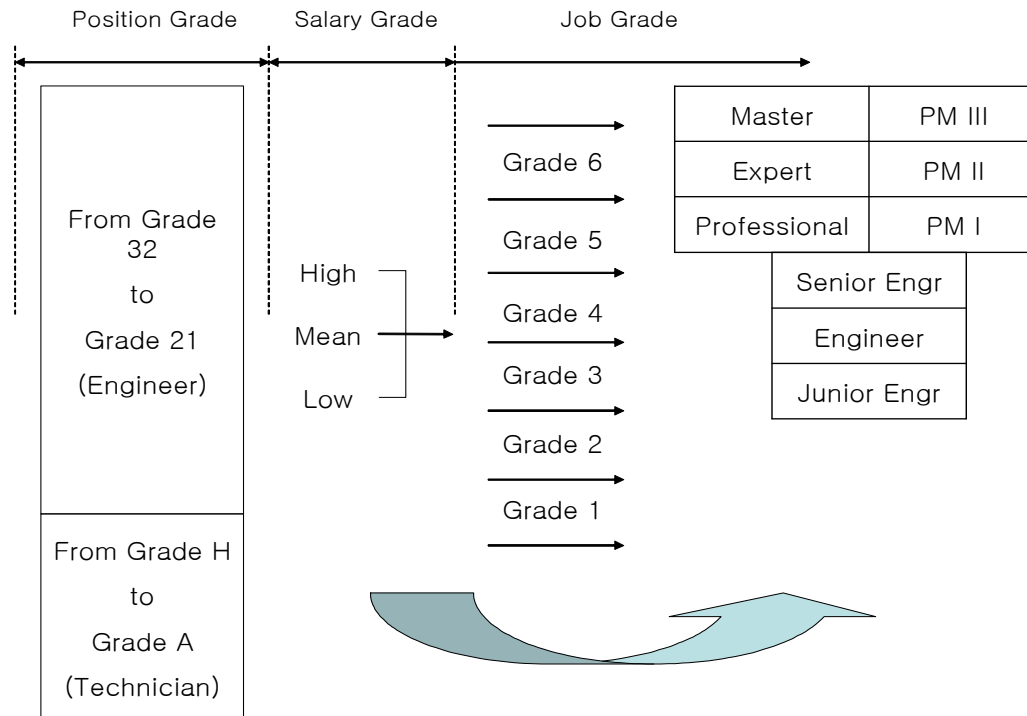 Position Grade
Salary Grade
Job Grade
From Grade
32
to
Grade 21
(Engineer)
From Grade H
to
Grade A
(Technician)
High
Mean
Low
Grade 6
Grade 5
Grade 4
Grade 3
Grade 2
Grade 1
Master
PM III
Expert
PM II
Professional
PM I
Senior Engr
Engineer
Junior Engr